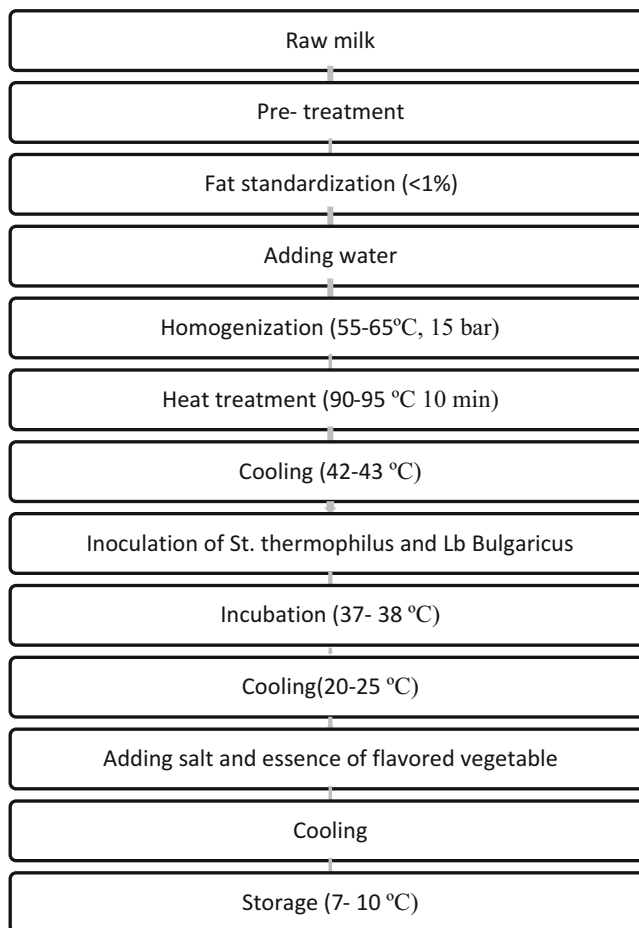 Raw milk
Pre- treatment
Fat standardization (<1%)
Adding water
Homogenization (55-65ºC, 15 bar)
Heat treatment (90-95 ºC 10 min)
Cooling (42-43 ºC)
Inoculation of St. thermophilus and Lb Bulgaricus
Incubation (37- 38 ºC)
Cooling(20-25 ºC)
Adding salt and essence of flavored vegetable
Cooling
Storage (7- 10 ºC)